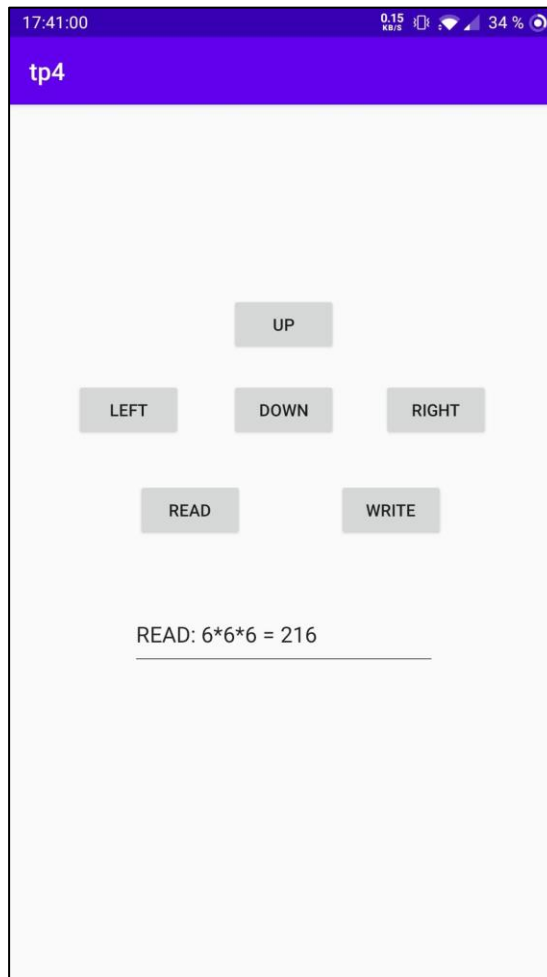 17:41:00 0.15 KB/S 34 %
tp4
UP
LEFT DOWN RIGHT
READ WRITE
READ: 6*6*6 = 216